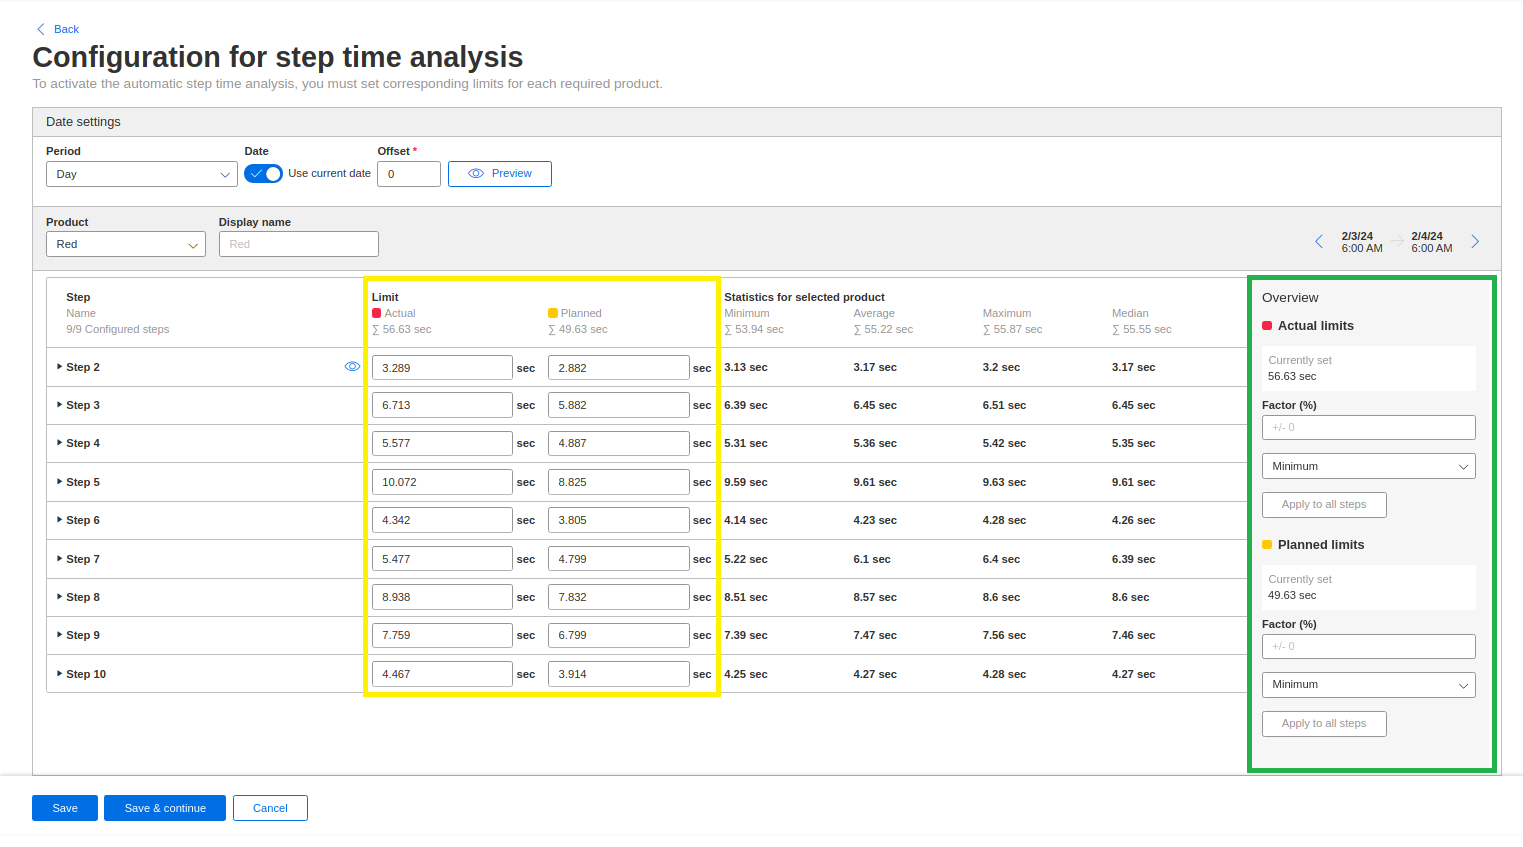 Back
Configuration for step time analysis
To activate the automatic step time analysis, you must set corresponding limits for each required product.
Date settings
Period Date Offset *
Day Use current date 0 Preview
Product Display name
Red Red
2/3/24 2/4/24
6:00 AM 6:00 AM
Step Limit Statistics for selected product
Name Actual Planned Minimum Average Maximum Median
9/9 Configured steps ∑ 56.63 sec ∑ 49.63 sec ∑ 53.94 sec ∑ 55.22 sec ∑ 55.87 sec ∑ 55.55 sec
Step 2 3.289 sec 2.882 sec 3.13 sec 3.17 sec 3.2 sec 3.17 sec
Step 3 6.713 sec 5.882 sec 6.39 sec 6.45 sec 6.51 sec 6.45 sec
Step 4 5.577 sec 4.887 sec 5.31 sec 5.36 sec 5.42 sec 5.35 sec
Step 5 10.072 sec 8.825 sec 9.59 sec 9.61 sec 9.63 sec 9.61 sec
Step 6 4.342 sec 3.805 sec 4.14 sec 4.23 sec 4.28 sec 4.26 sec
Step 7 5.477 sec 4.799 sec 5.22 sec 6.1 sec 6.4 sec 6.39 sec
Step 8 8.938 sec 7.832 sec 8.51 sec 8.57 sec 8.6 sec 8.6 sec
Step 9 7.759 sec 6.799 sec 7.39 sec 7.47 sec 7.56 sec 7.46 sec
Step 10 4.467 sec 3.914 sec 4.25 sec 4.27 sec 4.28 sec 4.27 sec
Overview
Actual limits
Currently set
56.63 sec
Factor (%)
+/- 0
Minimum
Apply to all steps
Planned limits
Currently set
49.63 sec
Factor (%)
+/- 0
Minimum
Apply to all steps
Save Save & continue Cancel